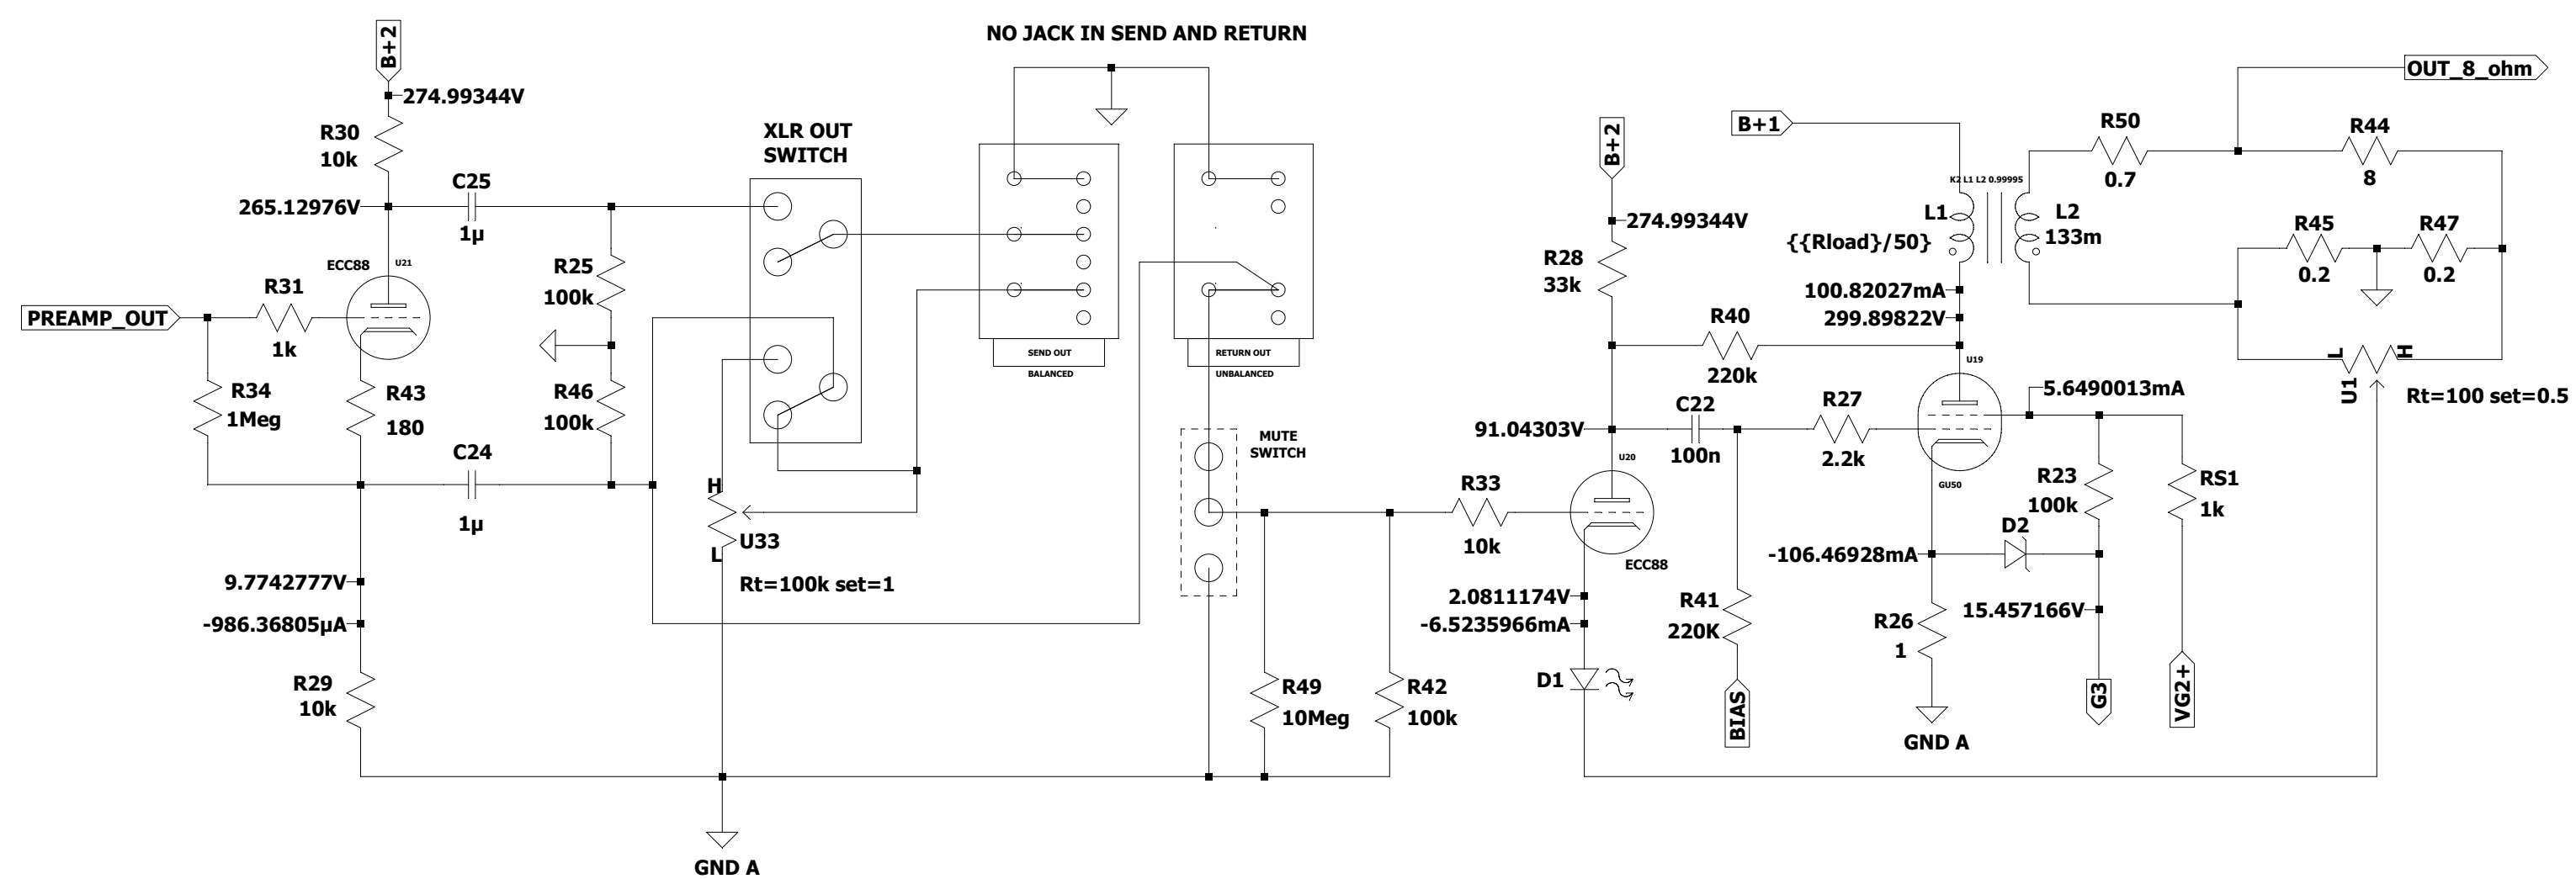 NO JACK IN SEND AND RETURN
B+2
274.99344V
R30
10k
265.12976V
C25
1µ
ECC88
U21
R31
1k
PREAMP_OUT
R34
1Meg
R43
180
C24
1µ
9.7742777V
-986.36805µA
R29
10k
R25
100k
R46
100k
XLR OUT
SWITCH
H
L
U33
Rt=100k set=1
GND A
SEND OUT
BALANCED
RETURN OUT
UNBALANCED
MUTE
SWITCH
R49
10Meg
R42
100k
R33
10k
B+2
274.99344V
R28
33k
R40
220k
91.04303V
C22
100n
U20
ECC88
2.0811174V
-6.5235966mA
D1
R41
220K
BIAS
R27
2.2k
B+1
K2 L1 L2 0.99995
L1
{{Rload}/50}
L2
133m
100.82027mA
299.89822V
U19
GU50
5.6490013mA
-106.46928mA
D2
R26
1
GND A
R23
100k
15.457166V
G3
RS1
1k
VG2+
R50
0.7
OUT_8_ohm
R44
8
R45
0.2
R47
0.2
L
H
U1
Rt=100 set=0.5